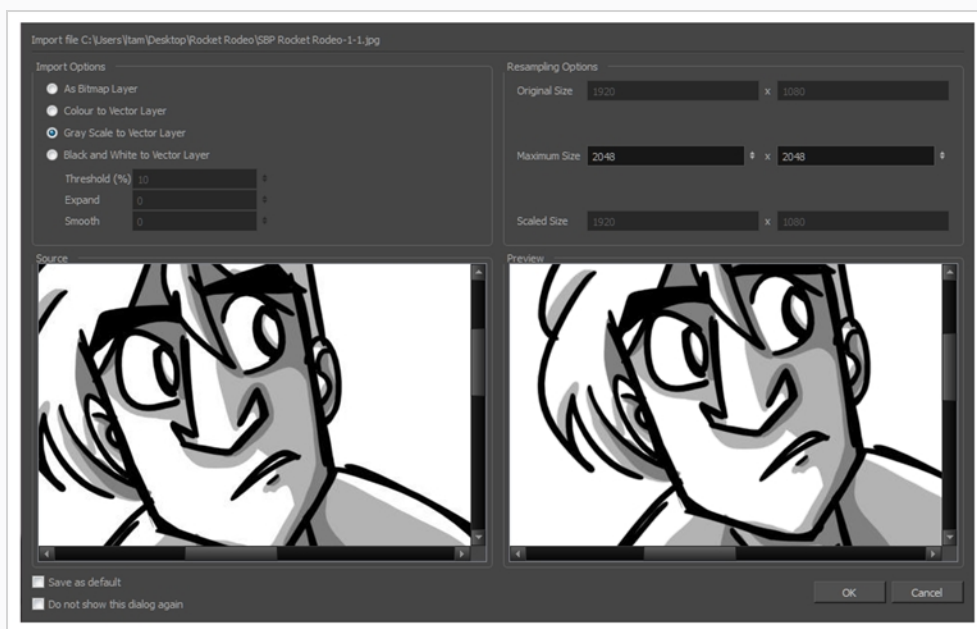 Import file C:\Users\ltam\Desktop\Rocket Rodeo\SBP Rocket Rodeo-1-1.jpg
Import Options
As Bitmap Layer
Colour to Vector Layer
Gray Scale to Vector Layer
Black and White to Vector Layer
Threshold (%) 10
Expand 0
Smooth 0
Resampling Options
Original Size 1920 x 1080
Maximum Size 2048 x 2048
Scaled Size 1920 x 1080
Source
Preview
Save as default
Do not show this dialog again
OK Cancel